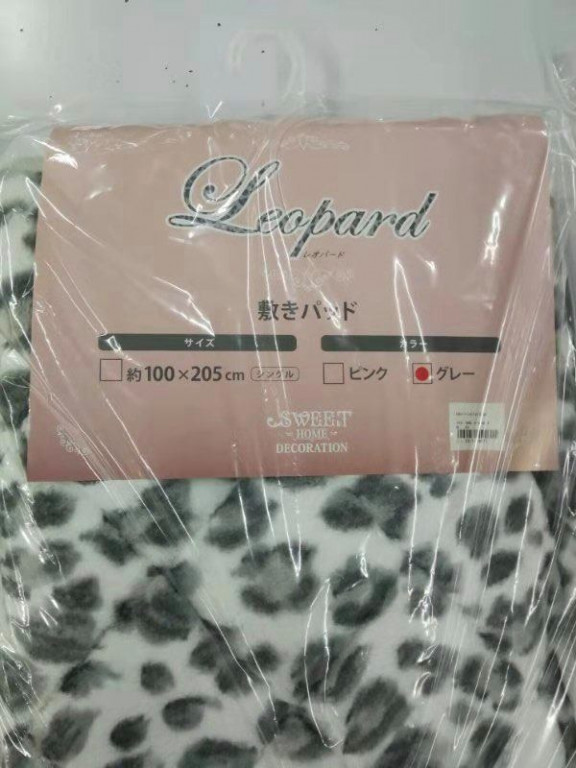 Leopard
レオパード
敷きパッド
サイズ
カラー
約100×205cm シングル
ピンク
グレー
SWEET
HOME
DECORATION